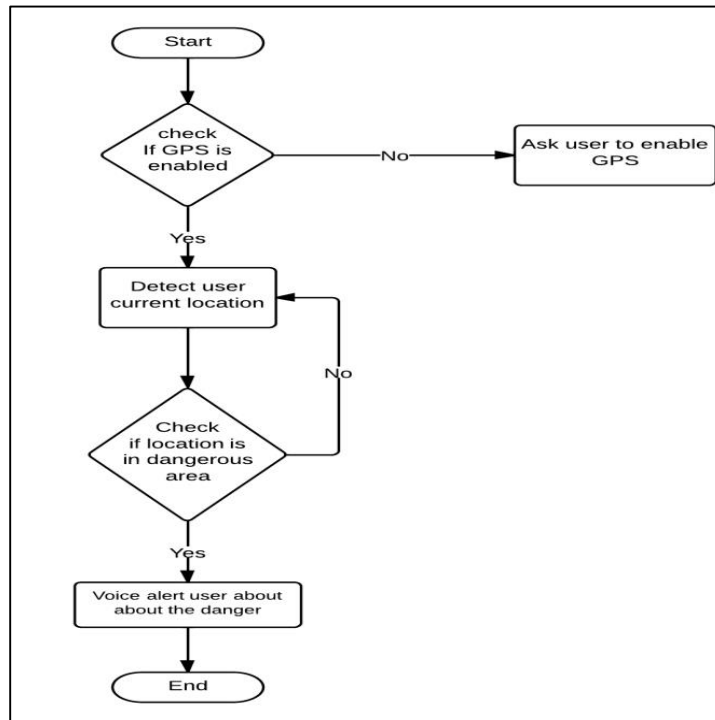 Start
check
If GPS is
enabled
No
Ask user to enable
GPS
Yes
Detect user
current location
No
Check
if location is
in dangerous
area
Yes
Voice alert user about
about the danger
End